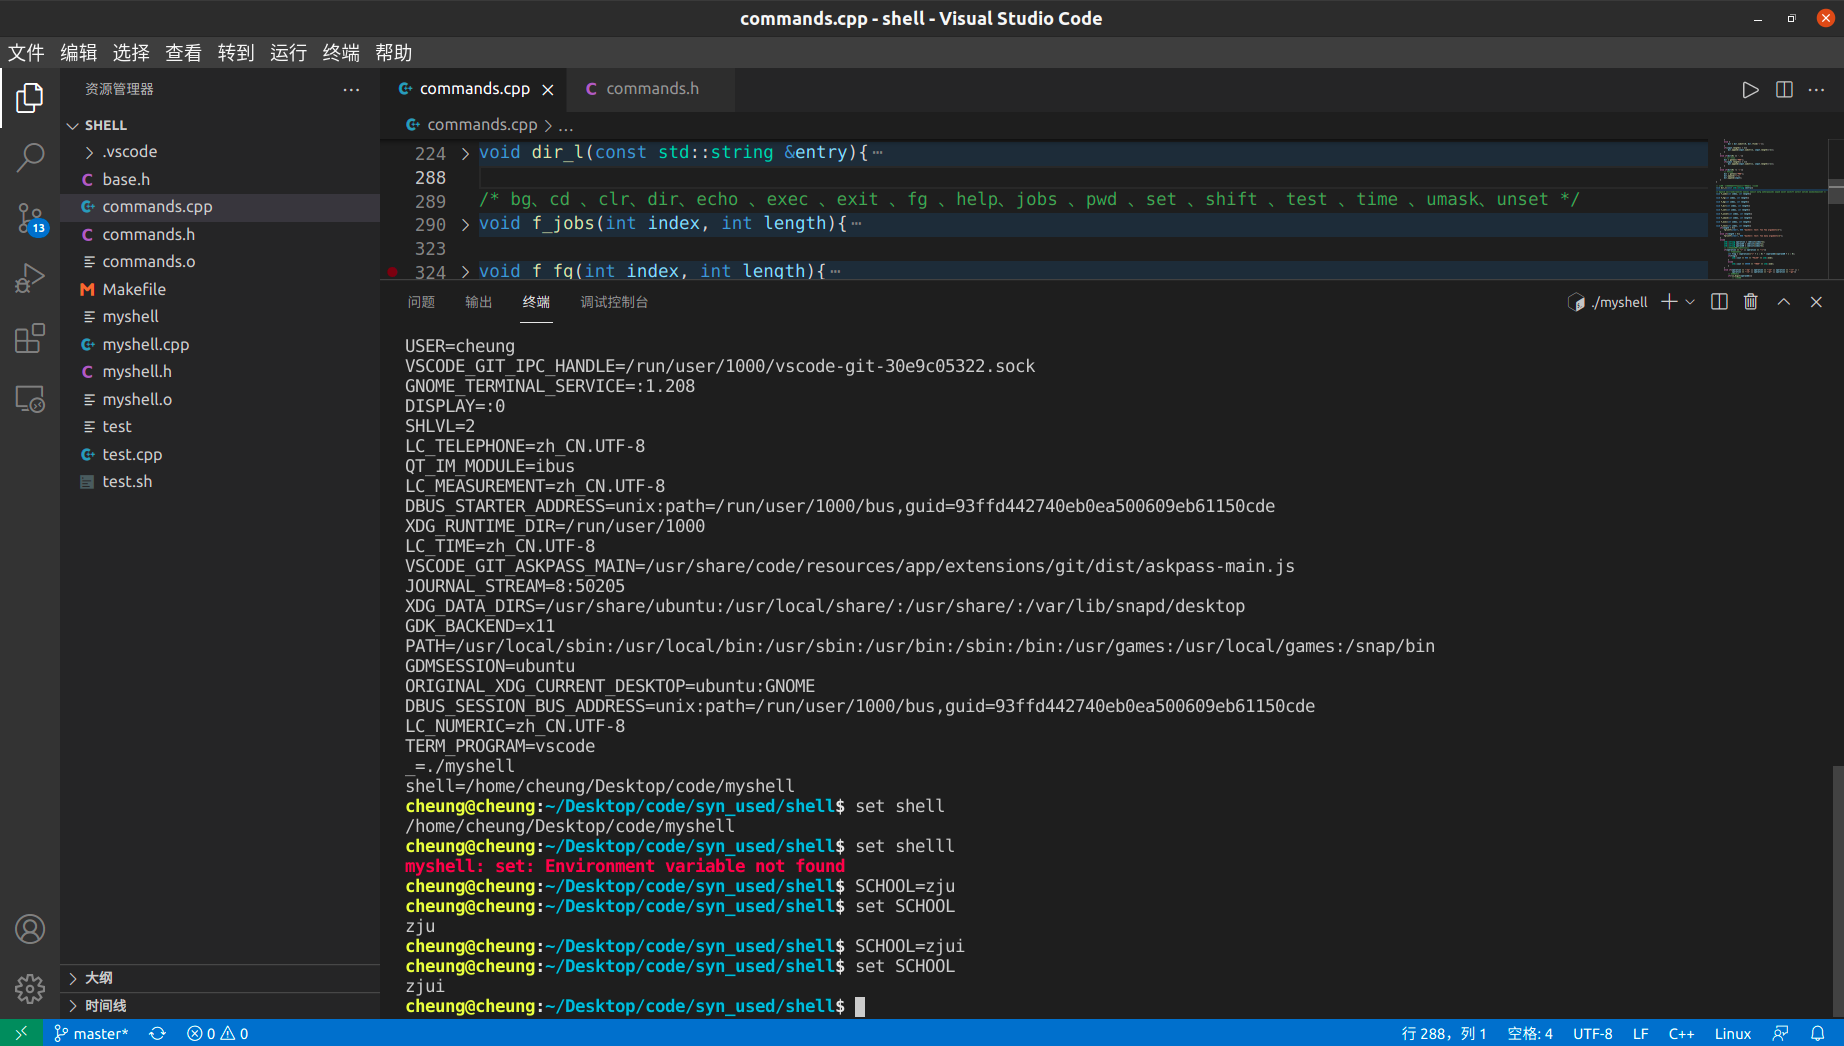 commands.cpp - shell - Visual Studio Code
文件 编辑 选择 查看 转到 运行 终端 帮助
资源管理器
SHELL
.vscode
base.h
commands.cpp
commands.h
commands.o
Makefile
myshell
myshell.cpp
myshell.h
myshell.o
test
test.cpp
test.sh
13
大纲
时间线
commands.cpp
commands.h
commands.cpp > ...
224 void dir_l(const std::string &entry){
288
289 /* bg、cd 、clr、dir、echo 、exec 、exit 、fg 、help、jobs 、pwd 、set 、shift 、test 、time 、umask、unset */
290 void f_jobs(int index, int length){
323
324 void f_fg(int index, int length){
问题 输出 终端 调试控制台
./myshell
USER=cheung
VSCODE_GIT_IPC_HANDLE=/run/user/1000/vscode-git-30e9c05322.sock
GNOME_TERMINAL_SERVICE=:1.208
DISPLAY=:0
SHLVL=2
LC_TELEPHONE=zh_CN.UTF-8
QT_IM_MODULE=ibus
LC_MEASUREMENT=zh_CN.UTF-8
DBUS_STARTER_ADDRESS=unix:path=/run/user/1000/bus,guid=93ffd442740eb0ea500609eb61150cde
XDG_RUNTIME_DIR=/run/user/1000
LC_TIME=zh_CN.UTF-8
VSCODE_GIT_ASKPASS_MAIN=/usr/share/code/resources/app/extensions/git/dist/askpass-main.js
JOURNAL_STREAM=8:50205
XDG_DATA_DIRS=/usr/share/ubuntu:/usr/local/share/:/usr/share/:/var/lib/snapd/desktop
GDK_BACKEND=x11
PATH=/usr/local/sbin:/usr/local/bin:/usr/sbin:/usr/bin:/sbin:/bin:/usr/games:/usr/local/games:/snap/bin
GDMSESSION=ubuntu
ORIGINAL_XDG_CURRENT_DESKTOP=ubuntu:GNOME
DBUS_SESSION_BUS_ADDRESS=unix:path=/run/user/1000/bus,guid=93ffd442740eb0ea500609eb61150cde
LC_NUMERIC=zh_CN.UTF-8
TERM_PROGRAM=vscode
_=./myshell
shell=/home/cheung/Desktop/code/myshell
cheung@cheung:~/Desktop/code/syn_used/shell$ set shell
/home/cheung/Desktop/code/myshell
cheung@cheung:~/Desktop/code/syn_used/shell$ set shelll
myshell: set: Environment variable not found
cheung@cheung:~/Desktop/code/syn_used/shell$ SCHOOL=zju
cheung@cheung:~/Desktop/code/syn_used/shell$ set SCHOOL
zju
cheung@cheung:~/Desktop/code/syn_used/shell$ SCHOOL=zjui
cheung@cheung:~/Desktop/code/syn_used/shell$ set SCHOOL
zjui
cheung@cheung:~/Desktop/code/syn_used/shell$
master* 0 0 行 288，列 1 空格: 4 UTF-8 LF C++ Linux